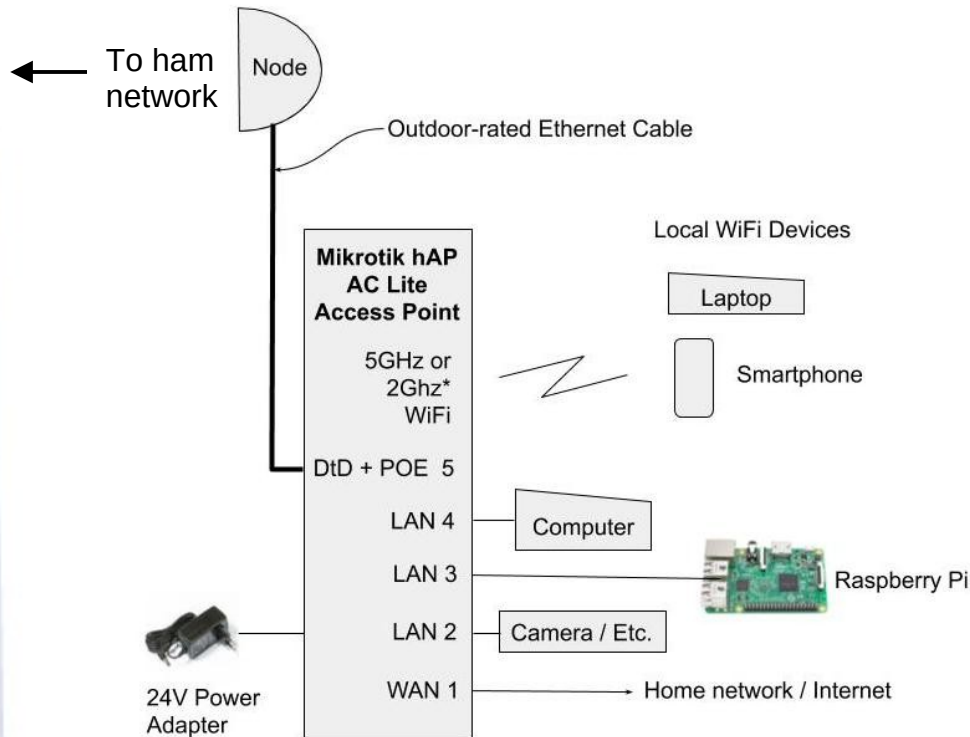 To ham
network
Node
Outdoor-rated Ethernet Cable
Mikrotik hAP
AC Lite
Access Point
5GHz or
2Ghz*
WiFi
Local WiFi Devices
Laptop
Smartphone
DtD + POE 5
LAN 4
Computer
LAN 3
Raspberry Pi
LAN 2
Camera / Etc.
24V Power
Adapter
WAN 1
Home network / Internet